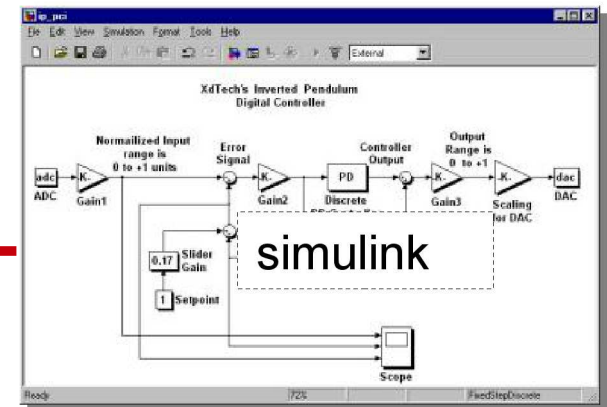 ip_pci
File Edit View Simulation Format Tools Help
External
XdTech's Inverted Pendulum
Digital Controller
Normailized Input
range is
0 to +1 units
Error
Signal
Controller
Output
Output
Range is
0 to +1
adc
-K-
-K-
PD
-K-
-K-
dac
ADC
Gain1
Gain2
Discrete
Gain3
Scaling
for DAC
DAC
simulink
0.17
Slider
Gain
1
Setpoint
Scope
Ready
72%
FixedStepDiscrete